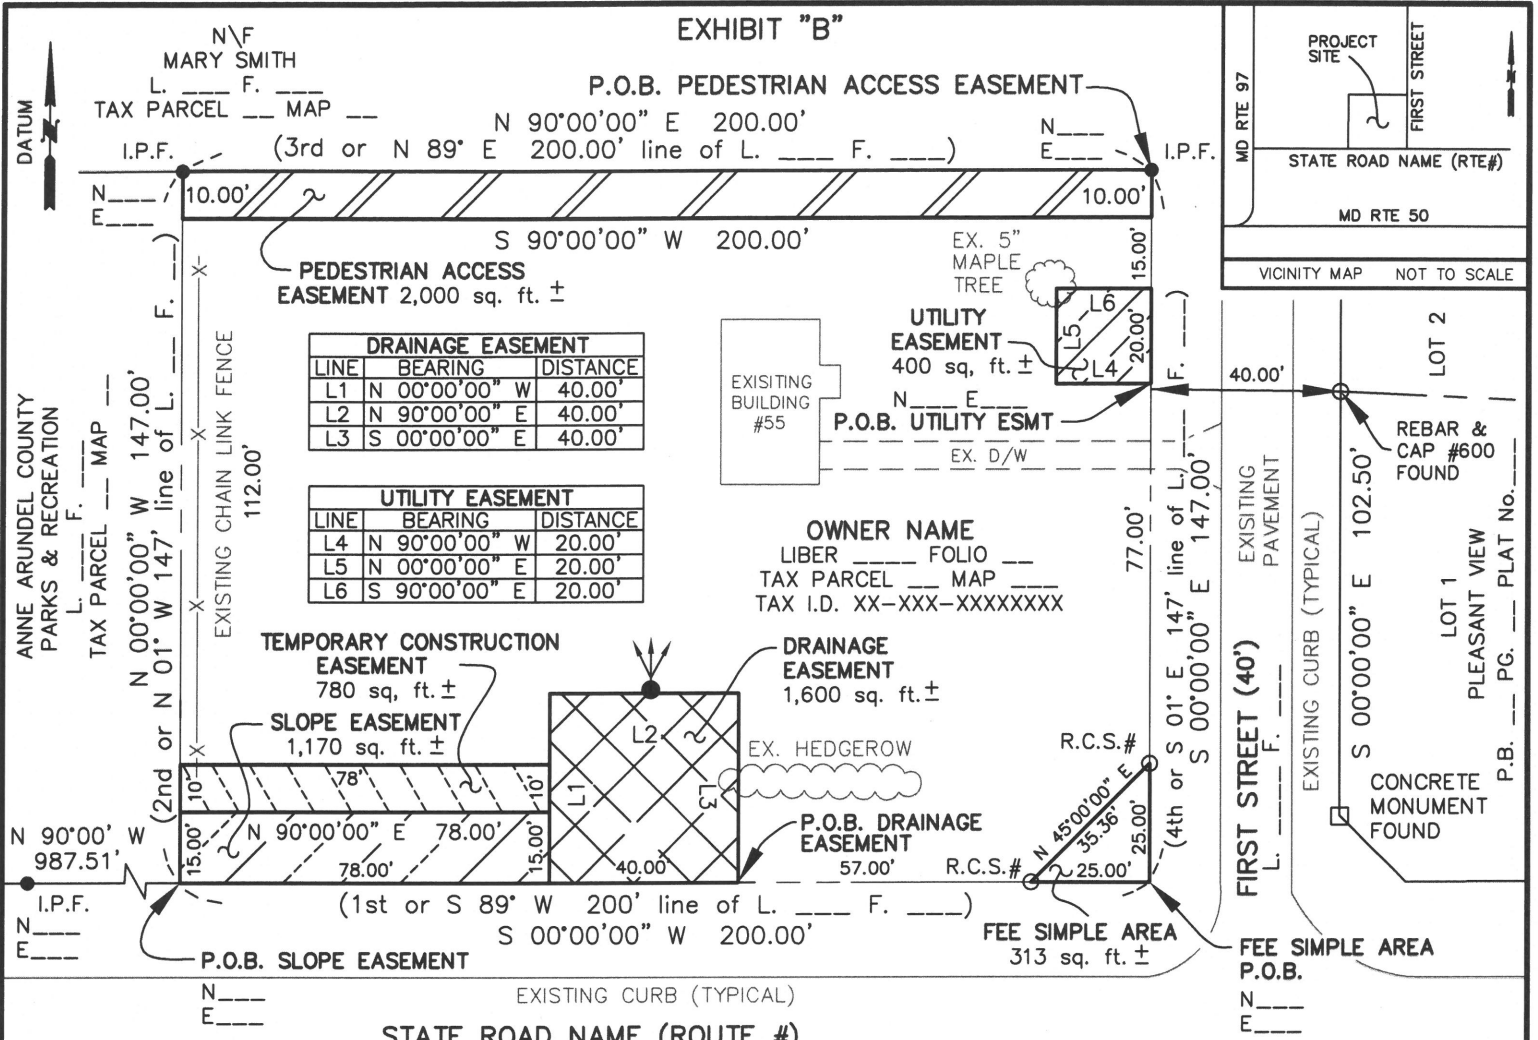 EXHIBIT "B"
N\F
MARY SMITH
L. ___ F. ___
TAX PARCEL __ MAP __
DATUM
N
P.O.B. PEDESTRIAN ACCESS EASEMENT
N 90°00'00" E 200.00'
(3rd or N 89° E 200.00' line of L. ___ F. ___)
I.P.F.
N___
E___
N___
E___
I.P.F.
10.00'
10.00'
S 90°00'00" W 200.00'
PEDESTRIAN ACCESS
EASEMENT 2,000 sq. ft. ±
PROJECT
SITE
FIRST STREET
MD RTE 97
STATE ROAD NAME (RTE#)
MD RTE 50
VICINITY MAP NOT TO SCALE
EX. 5"
MAPLE
TREE
15.00'
UTILITY
EASEMENT
400 sq, ft. ±
L6
L5
L4
20.00'
N___ E___
P.O.B. UTILITY ESMT
40.00'
LOT 2
REBAR &
CAP #600
FOUND
DRAINAGE EASEMENT
LINE BEARING DISTANCE
L1 N 00°00'00" W 40.00'
L2 N 90°00'00" E 40.00'
L3 S 00°00'00" E 40.00'
UTILITY EASEMENT
LINE BEARING DISTANCE
L4 N 90°00'00" W 20.00'
L5 N 00°00'00" E 20.00'
L6 S 90°00'00" E 20.00'
EXISITING
BUILDING
#55
EX. D/W
ANNE ARUNDEL COUNTY
PARKS & RECREATION
L. ___ F. ___
TAX PARCEL __ MAP __
N 00°00'00" W 147.00'
(2nd or N 01° W 147' line of L. ___ F. ___)
EXISTING CHAIN LINK FENCE
112.00'
X
X
X
X
OWNER NAME
LIBER ____ FOLIO __
TAX PARCEL __ MAP ___
TAX I.D. XX-XXX-XXXXXXXX
77.00'
(4th or S 01° E 147' line of L. ___ F. ___)
S 00°00'00" E 147.00'
EXISITING
PAVEMENT
FIRST STREET (40')
L. ____ F. ___
EXISTING CURB (TYPICAL)
S 00°00'00" E 102.50'
LOT 1
PLEASANT VIEW
P.B. __ PG. __ PLAT No.___
CONCRETE
MONUMENT
FOUND
TEMPORARY CONSTRUCTION
EASEMENT
780 sq, ft. ±
SLOPE EASEMENT
1,170 sq. ft. ±
DRAINAGE
EASEMENT
1,600 sq, ft. ±
L1
L2
L3
40.00'
EX. HEDGEROW
78'
10'
10'
15.00'
N 90°00'00" E 78.00'
15.00'
78.00'
N 90°00' W
987.51'
I.P.F.
N___
E___
P.O.B. DRAINAGE
EASEMENT
57.00'
R.C.S.#
R.C.S.#
N 45°00'00" E
35.36'
25.00'
25.00'
(1st or S 89° W 200' line of L. ___ F. ___)
S 00°00'00" W 200.00'
FEE SIMPLE AREA
313 sq. ft. ±
FEE SIMPLE AREA
P.O.B.
N___
E___
P.O.B. SLOPE EASEMENT
N___
E___
EXISTING CURB (TYPICAL)
STATE ROAD NAME (ROUTE #)